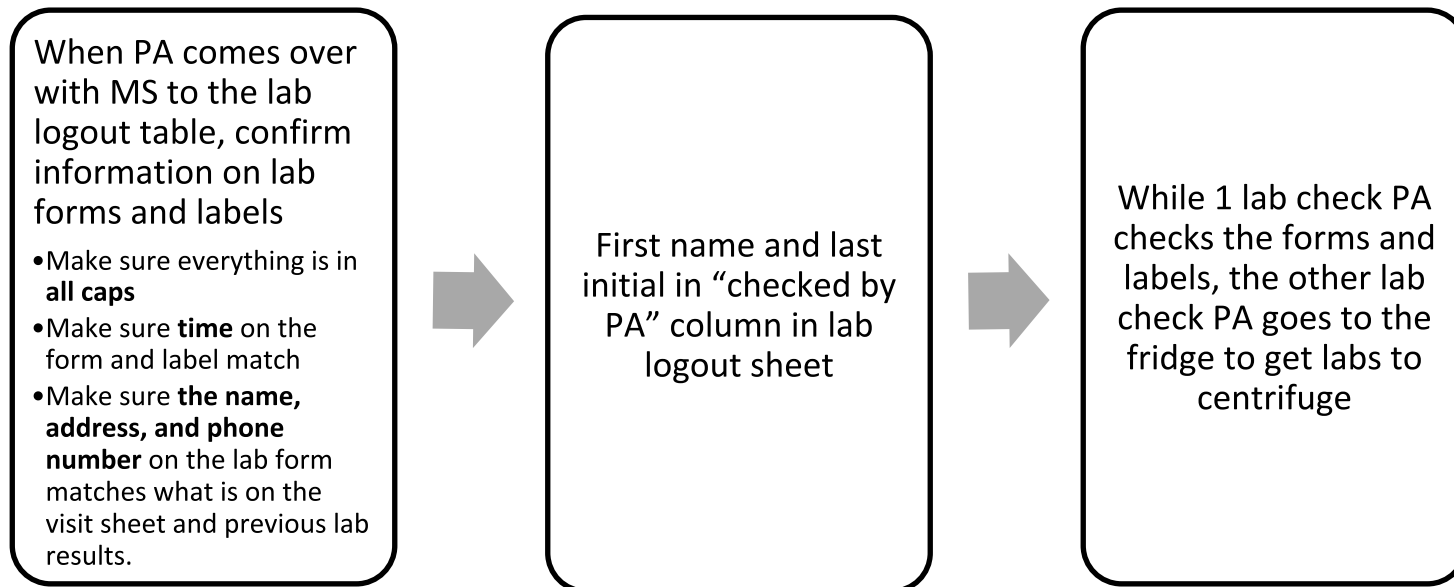 When PA comes over
with MS to the lab
logout table, confirm
information on lab
forms and labels
•Make sure everything is in
all caps
•Make sure time on the
form and label match
•Make sure the name,
address, and phone
number on the lab form
matches what is on the
visit sheet and previous lab
results.
First name and last
initial in “checked by
PA” column in lab
logout sheet
While 1 lab check PA
checks the forms and
labels, the other lab
check PA goes to the
fridge to get labs to
centrifuge